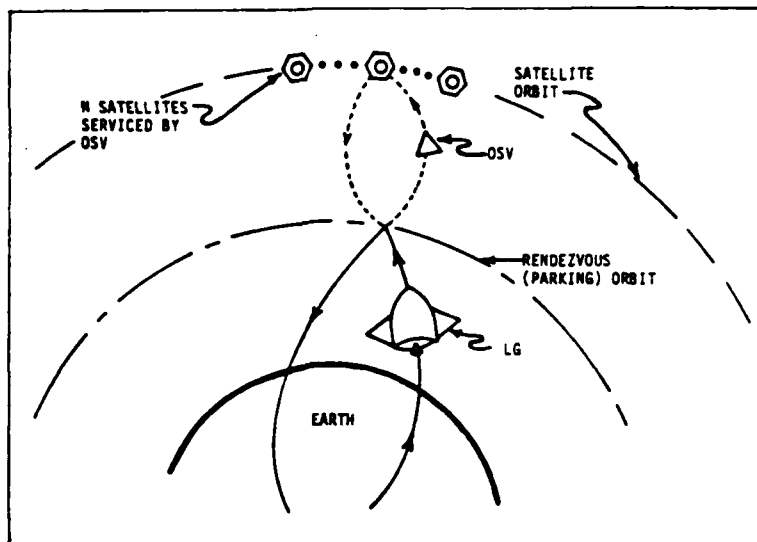 N SATELLITES
SERVICED BY
OSV
SATELLITE
ORBIT
OSV
RENDEZVOUS
(PARKING) ORBIT
LG
EARTH